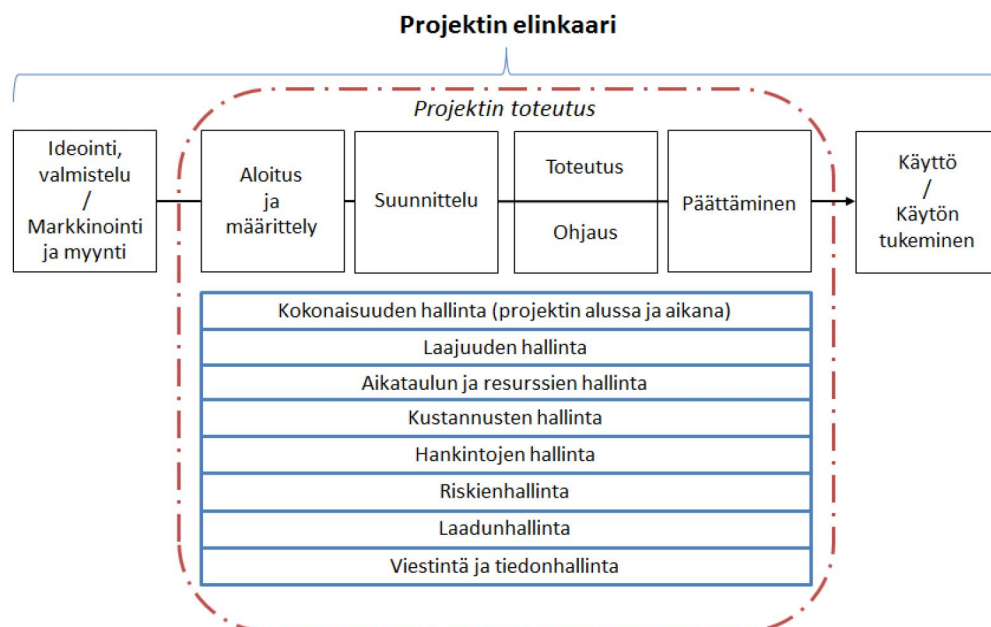 Projektin elinkaari
Projektin toteutus
Ideointi,
valmistelu
/
Markkinointi
ja myynti
Aloitus
ja
määrittely
Suunnittelu
Toteutus
Ohjaus
Päättäminen
Käyttö
/
Käytön
tukeminen
Kokonaisuuden hallinta (projektin alussa ja aikana)
Laajuuden hallinta
Aikataulun ja resurssien hallinta
Kustannusten hallinta
Hankintojen hallinta
Riskienhallinta
Laadunhallinta
Viestintä ja tiedonhallinta